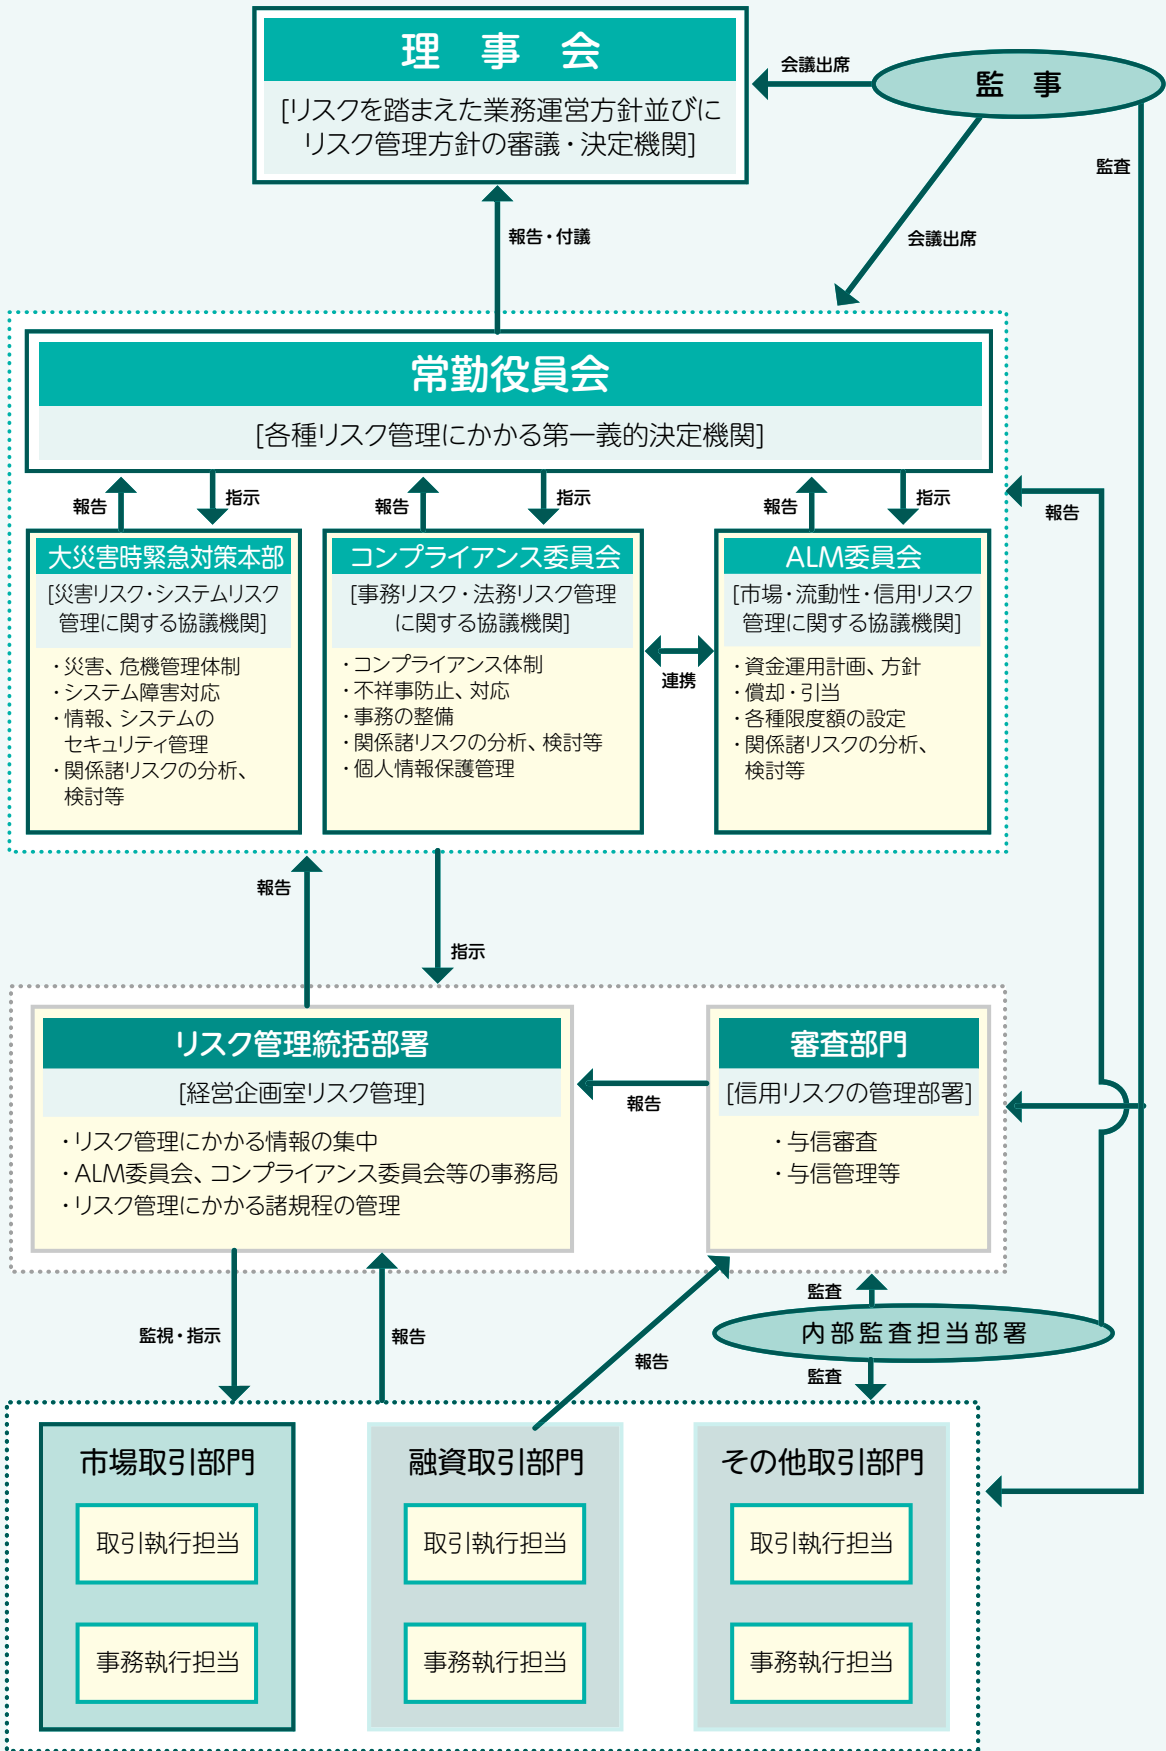 理 事 会
[リスクを踏まえた業務運営方針並びに
リスク管理方針の審議・決定機関]
会議出席
監 事
監査
報告・付議
会議出席
常勤役員会
[各種リスク管理にかかる第一義的決定機関]
報告
指示
報告
指示
報告
指示
報告
大災害時緊急対策本部
[災害リスク・システムリスク
管理に関する協議機関]
・災害、危機管理体制
・システム障害対応
・情報、システムの
セキュリティ管理
・関係諸リスクの分析、
検討等
コンプライアンス委員会
[事務リスク・法務リスク管理
に関する協議機関]
・コンプライアンス体制
・不祥事防止、対応
・事務の整備
・関係諸リスクの分析、検討等
・個人情報保護管理
連携
ALM委員会
[市場・流動性・信用リスク
管理に関する協議機関]
・資金運用計画、方針
・償却・引当
・各種限度額の設定
・関係諸リスクの分析、
検討等
報告
指示
リスク管理統括部署
[経営企画室リスク管理]
・リスク管理にかかる情報の集中
・ALM委員会、コンプライアンス委員会等の事務局
・リスク管理にかかる諸規程の管理
報告
審査部門
[信用リスクの管理部署]
・与信審査
・与信管理等
監視・指示
報告
報告
監査
内部監査担当部署
監査
市場取引部門
取引執行担当
事務執行担当
融資取引部門
取引執行担当
事務執行担当
その他取引部門
取引執行担当
事務執行担当